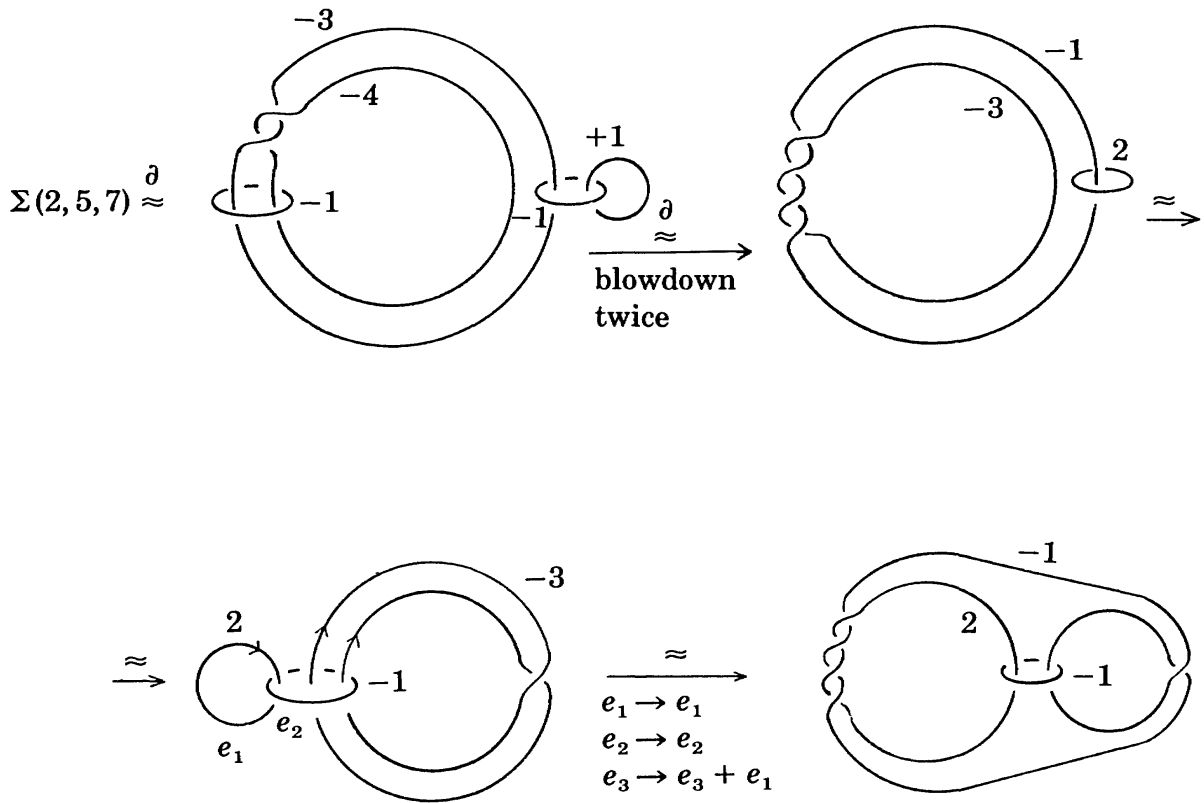 −3
−4
+1
Σ(2, 5, 7) ∂≈
-
−1
-
−1
∂≈
blowdown
twice
−1
−3
2
≈
≈
2
- -
−1
−3
e₁
e₂
≈
e₁ → e₁
e₂ → e₂
e₃ → e₃ + e₁
−1
2
-
−1